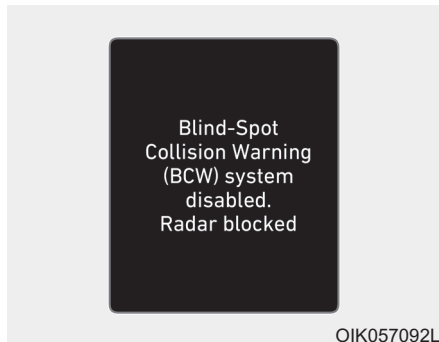 Blind-Spot
Collision Warning
(BCW) system
disabled.
Radar blocked
OIK057092L